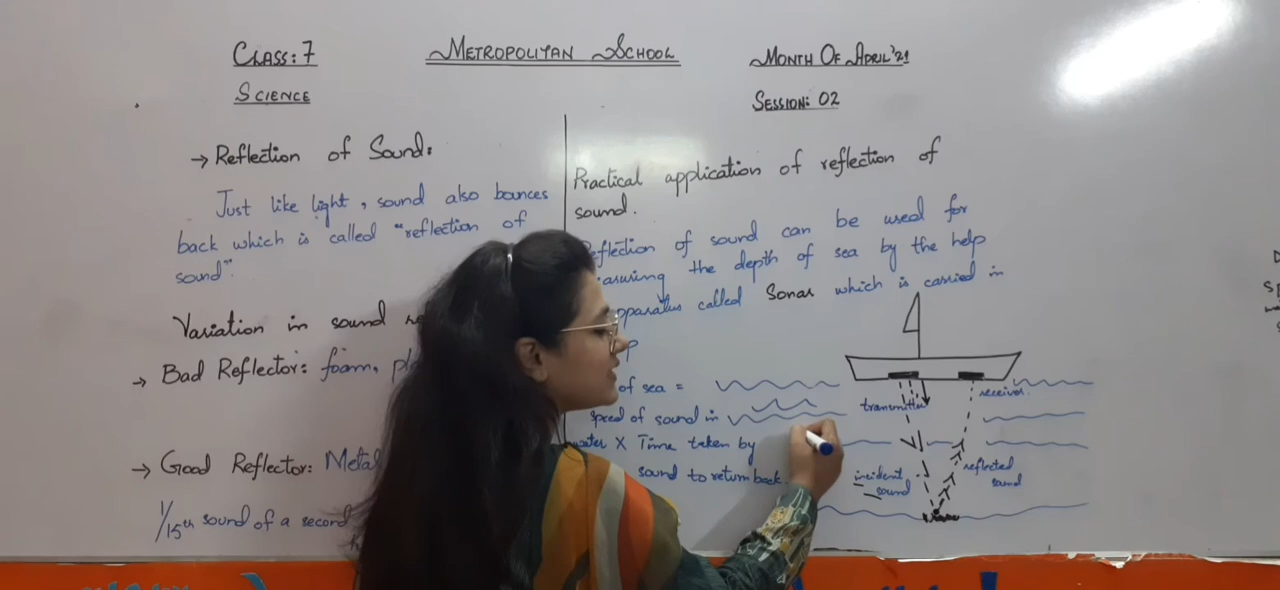 CLASS: 7
METROPOLITAN SCHOOL
MONTH OF APRIL'21
SCIENCE
SESSION: 02
→ Reflection of Sound:
Just like light, sound also bounces
back which is called "reflection of
sound".
Variation in sound
→ Bad Reflector: foam,
→ Good Reflector: Metal
1/15th sound of a second
Practical application of reflection of
sound.
Reflection of sound can be used for
the depth of sea by the help
apparatus called Sonar which is carried in
of sea =
speed of sound in
water X Time taken by
sound to return back
transmitter
receiver.
incident
sound
reflected
sound